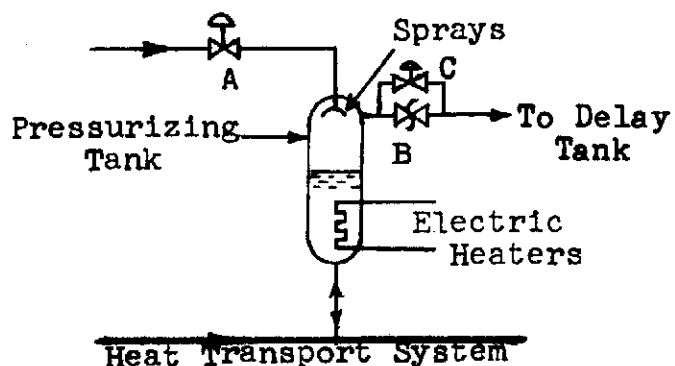 Sprays
A
C
Pressurizing
Tank
B
To Delay
Tank
Electric
Heaters
Heat Transport System